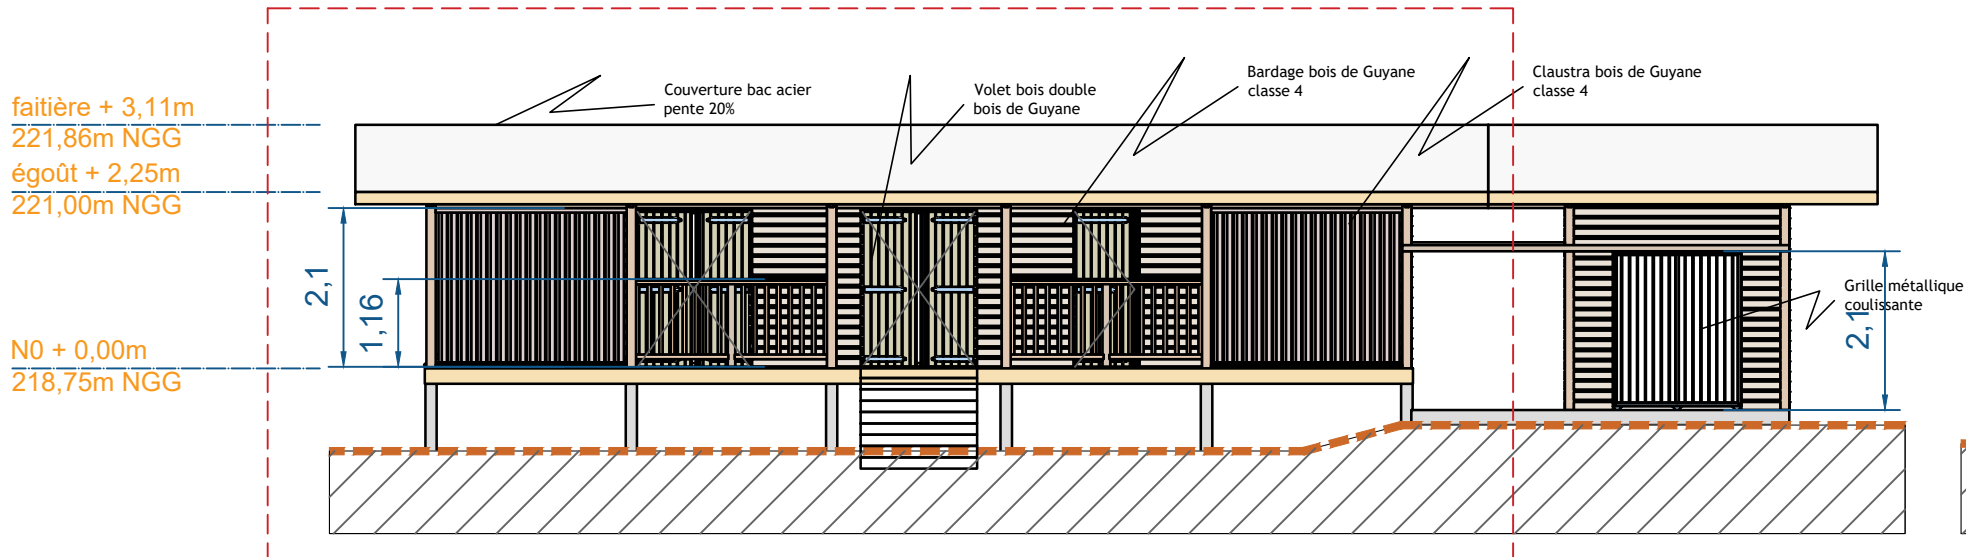 faitière + 3,11m
221,86m NGG
égoût + 2,25m
221,00m NGG
N0 + 0,00m
218,75m NGG
Couverture bac acier
pente 20%
Volet bois double
bois de Guyane
Bardage bois de Guyane
classe 4
Claustra bois de Guyane
classe 4
Grille métallique
coulissante
2,1
1,16
2,1